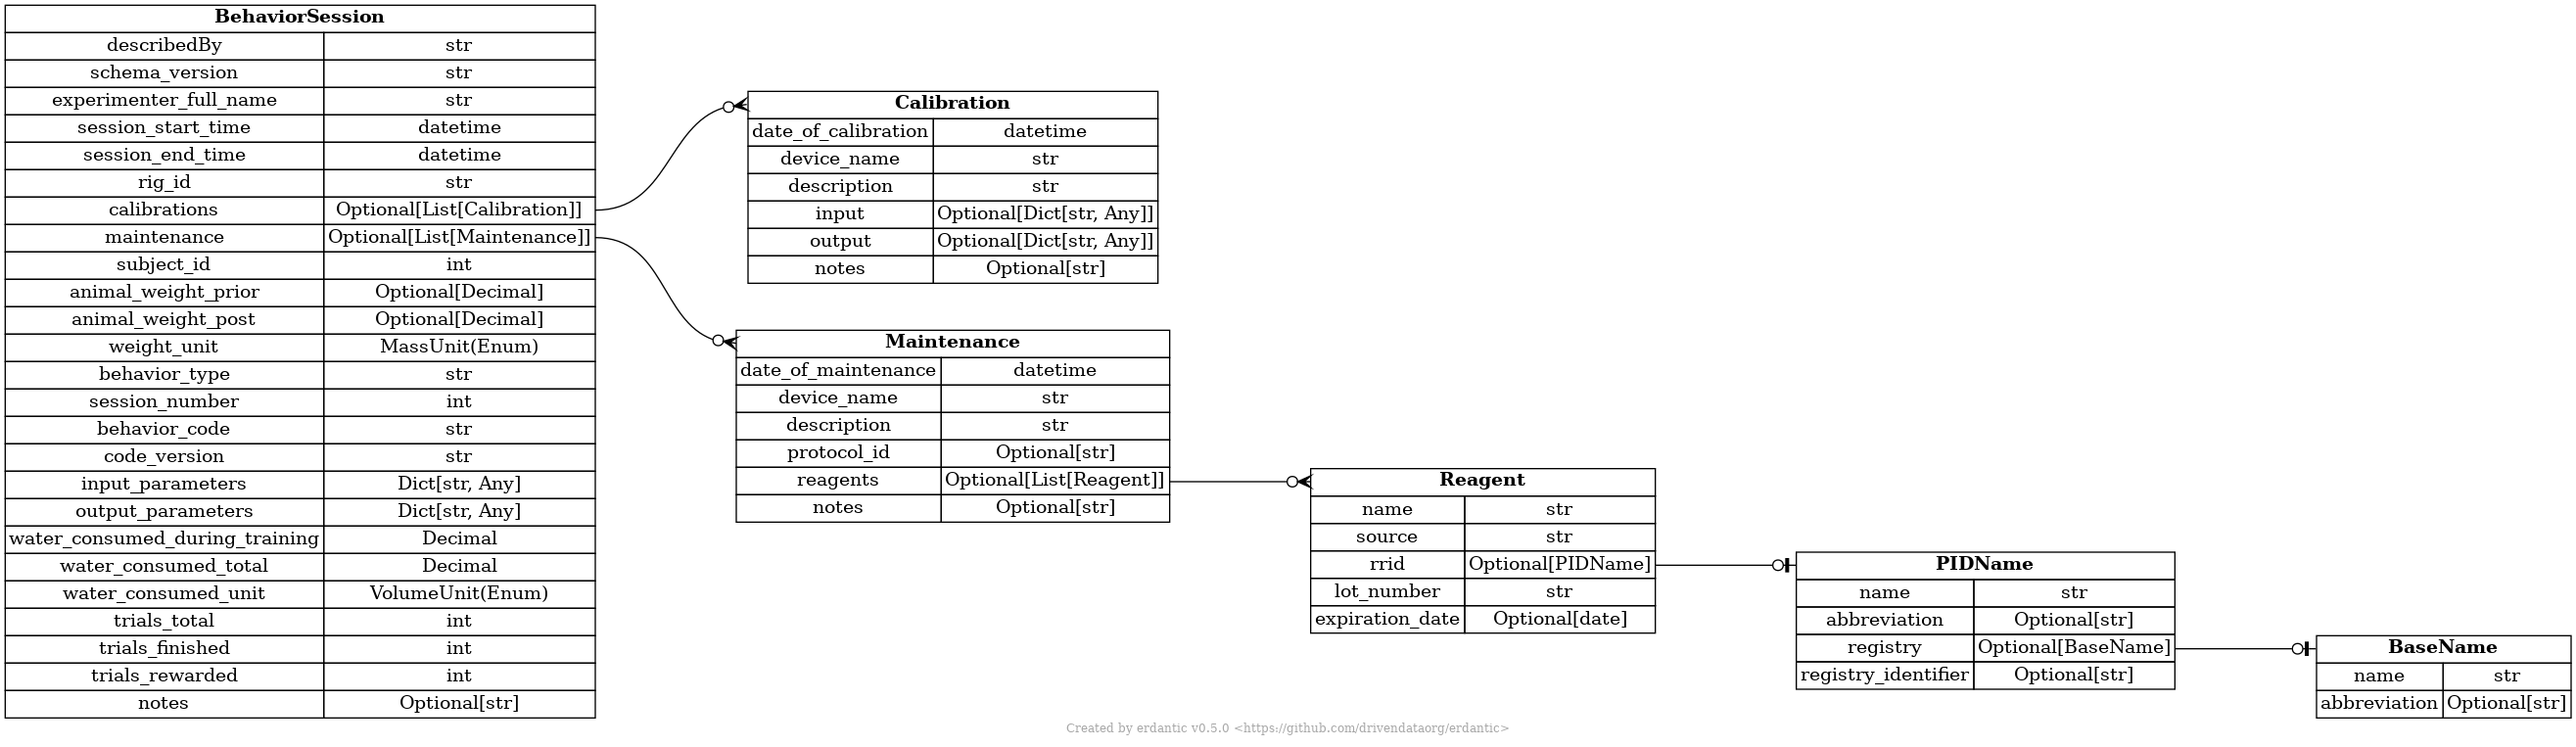 BehaviorSession
describedBy str
schema_version str
experimenter_full_name str
session_start_time datetime
session_end_time datetime
rig_id str
calibrations Optional[List[Calibration]]
maintenance Optional[List[Maintenance]]
subject_id int
animal_weight_prior Optional[Decimal]
animal_weight_post Optional[Decimal]
weight_unit MassUnit(Enum)
behavior_type str
session_number int
behavior_code str
code_version str
input_parameters Dict[str, Any]
output_parameters Dict[str, Any]
water_consumed_during_training Decimal
water_consumed_total Decimal
water_consumed_unit VolumeUnit(Enum)
trials_total int
trials_finished int
trials_rewarded int
notes Optional[str]
Calibration
date_of_calibration datetime
device_name str
description str
input Optional[Dict[str, Any]]
output Optional[Dict[str, Any]]
notes Optional[str]
Maintenance
date_of_maintenance datetime
device_name str
description str
protocol_id Optional[str]
reagents Optional[List[Reagent]]
notes Optional[str]
Reagent
name str
source str
rrid Optional[PIDName]
lot_number str
expiration_date Optional[date]
PIDName
name str
abbreviation Optional[str]
registry Optional[BaseName]
registry_identifier Optional[str]
BaseName
name str
abbreviation Optional[str]
Created by erdantic v0.5.0 <https://github.com/drivendataorg/erdantic>